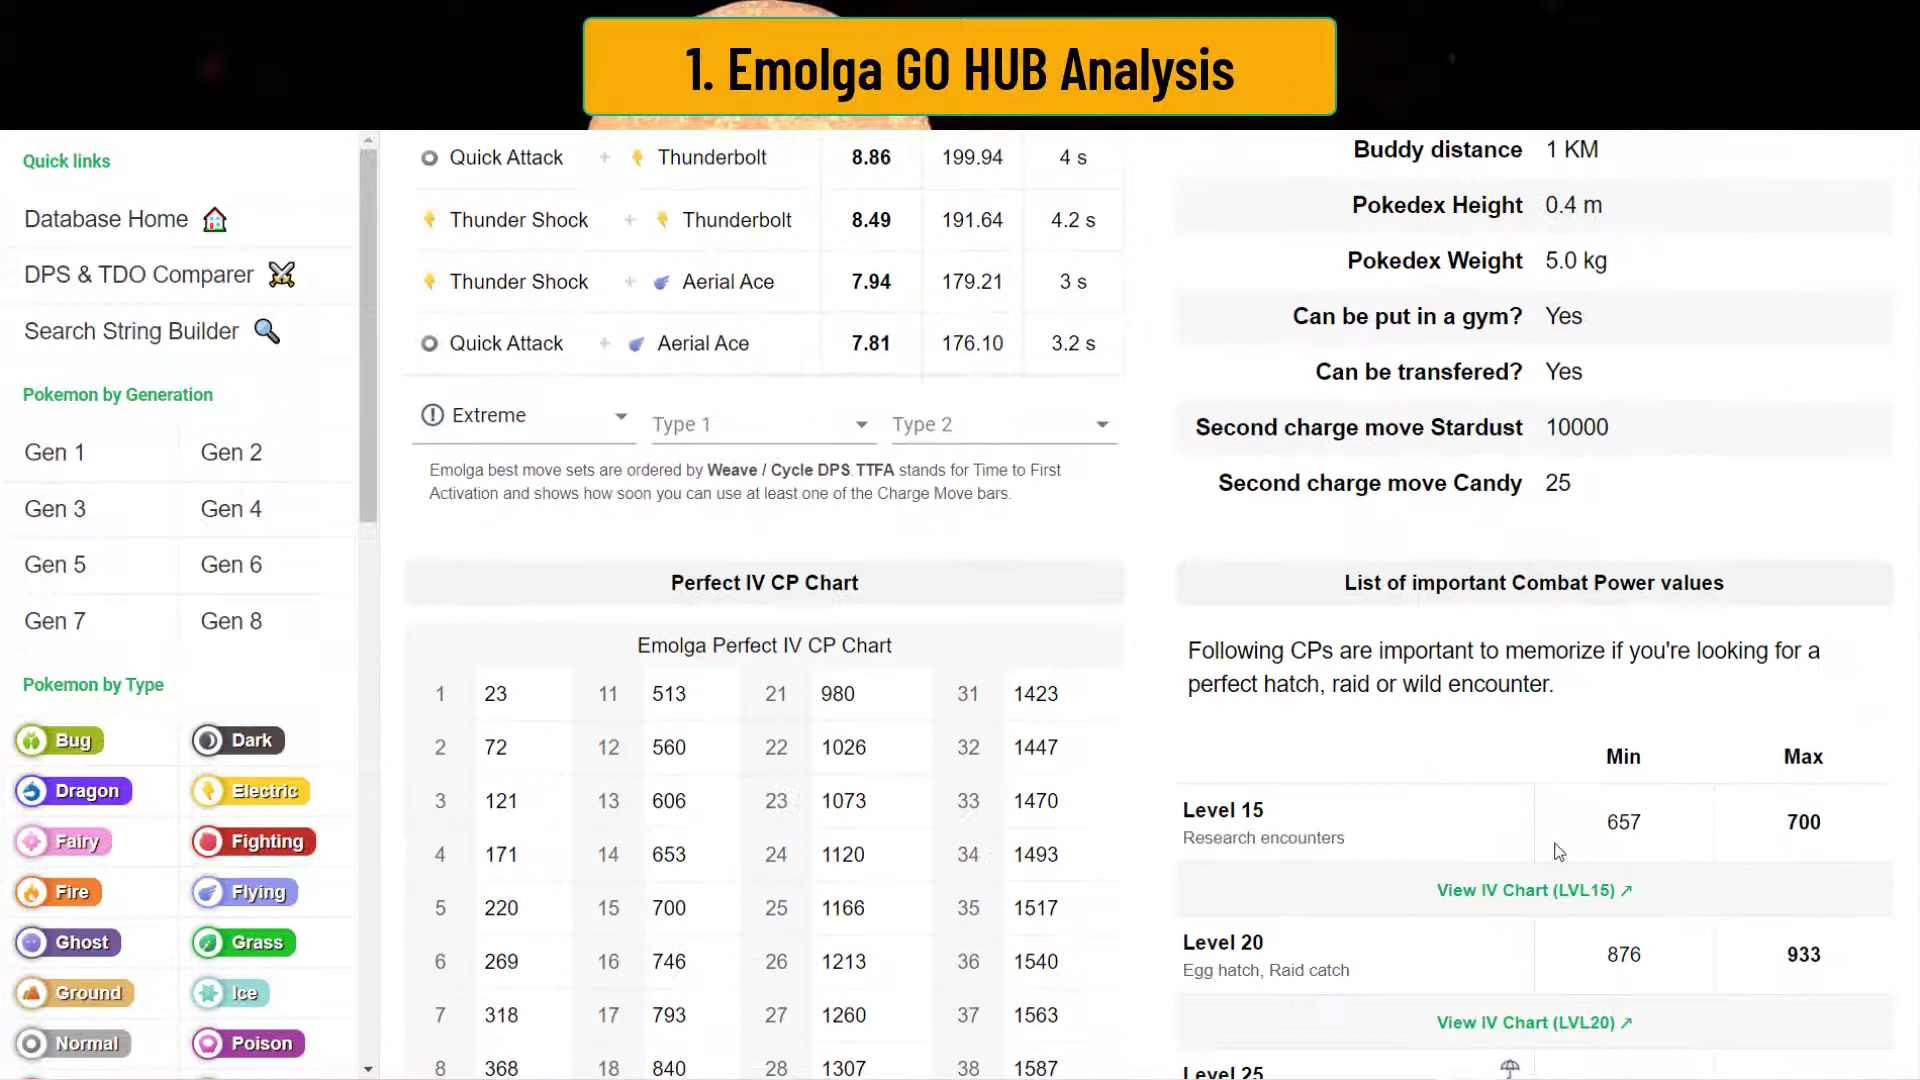 1. Emolga GO HUB Analysis
Quick links
Database Home
DPS & TDO Comparer
Search String Builder
Pokemon by Generation
Gen 1 Gen 2
Gen 3 Gen 4
Gen 5 Gen 6
Gen 7 Gen 8
Pokemon by Type
Bug Dark
Dragon Electric
Fairy Fighting
Fire Flying
Ghost Grass
Ground Ice
Normal Poison
Quick Attack + Thunderbolt 8.86 199.94 4 s
Thunder Shock + Thunderbolt 8.49 191.64 4.2 s
Thunder Shock + Aerial Ace 7.94 179.21 3 s
Quick Attack + Aerial Ace 7.81 176.10 3.2 s
Extreme Type 1 Type 2
Emolga best move sets are ordered by Weave / Cycle DPS. TTFA stands for Time to First
Activation and shows how soon you can use at least one of the Charge Move bars.
Perfect IV CP Chart
Emolga Perfect IV CP Chart
1 23 11 513 21 980 31 1423
2 72 12 560 22 1026 32 1447
3 121 13 606 23 1073 33 1470
4 171 14 653 24 1120 34 1493
5 220 15 700 25 1166 35 1517
6 269 16 746 26 1213 36 1540
7 318 17 793 27 1260 37 1563
8 368 18 840 28 1307 38 1587
Buddy distance 1 KM
Pokedex Height 0.4 m
Pokedex Weight 5.0 kg
Can be put in a gym? Yes
Can be transfered? Yes
Second charge move Stardust 10000
Second charge move Candy 25
List of important Combat Power values
Following CPs are important to memorize if you're looking for a
perfect hatch, raid or wild encounter.
Min Max
Level 15
Research encounters
657 700
View IV Chart (LVL15) ↗
Level 20
Egg hatch, Raid catch
876 933
View IV Chart (LVL20) ↗
Level 25